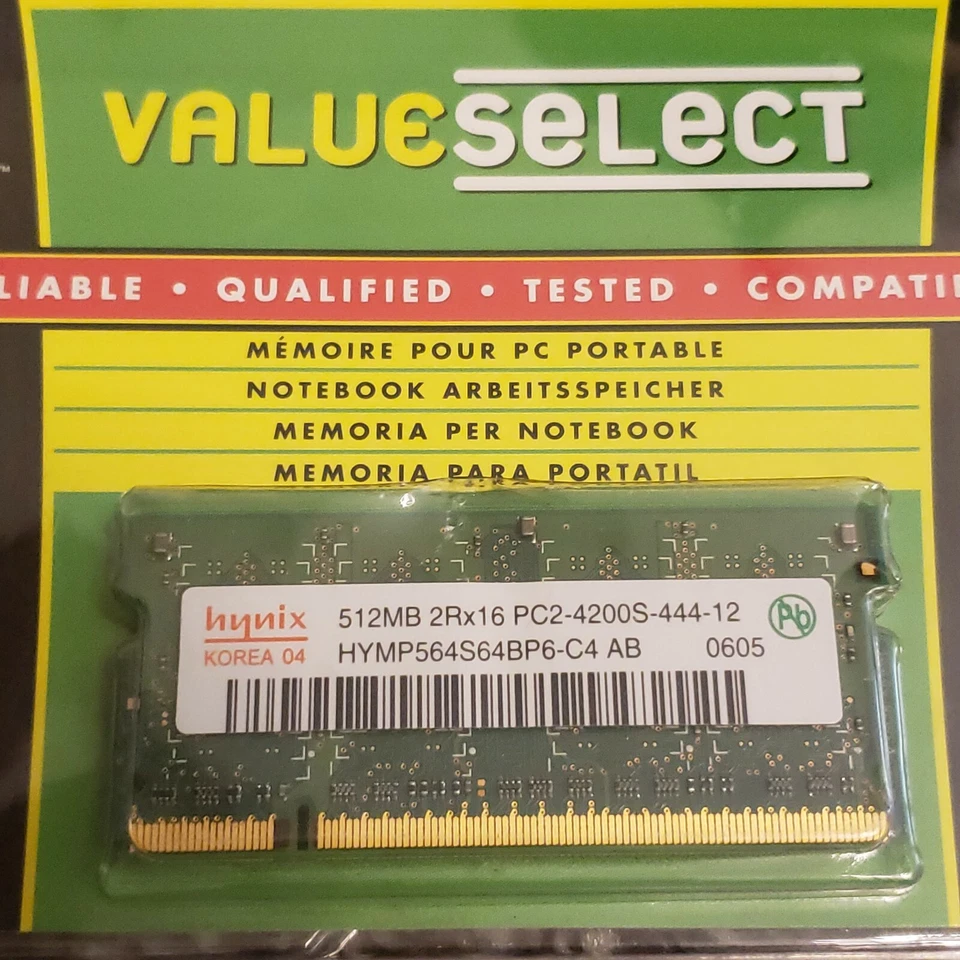 VALUESELECT
LIABLE • QUALIFIED • TESTED • COMPATI
MÉMOIRE POUR PC PORTABLE
NOTEBOOK ARBEITSSPEICHER
MEMORIA PER NOTEBOOK
MEMORIA PARA PORTATIL
hynix 512MB 2Rx16 PC2-4200S-444-12 Pb
KOREA 04 HYMP564S64BP6-C4 AB 0605